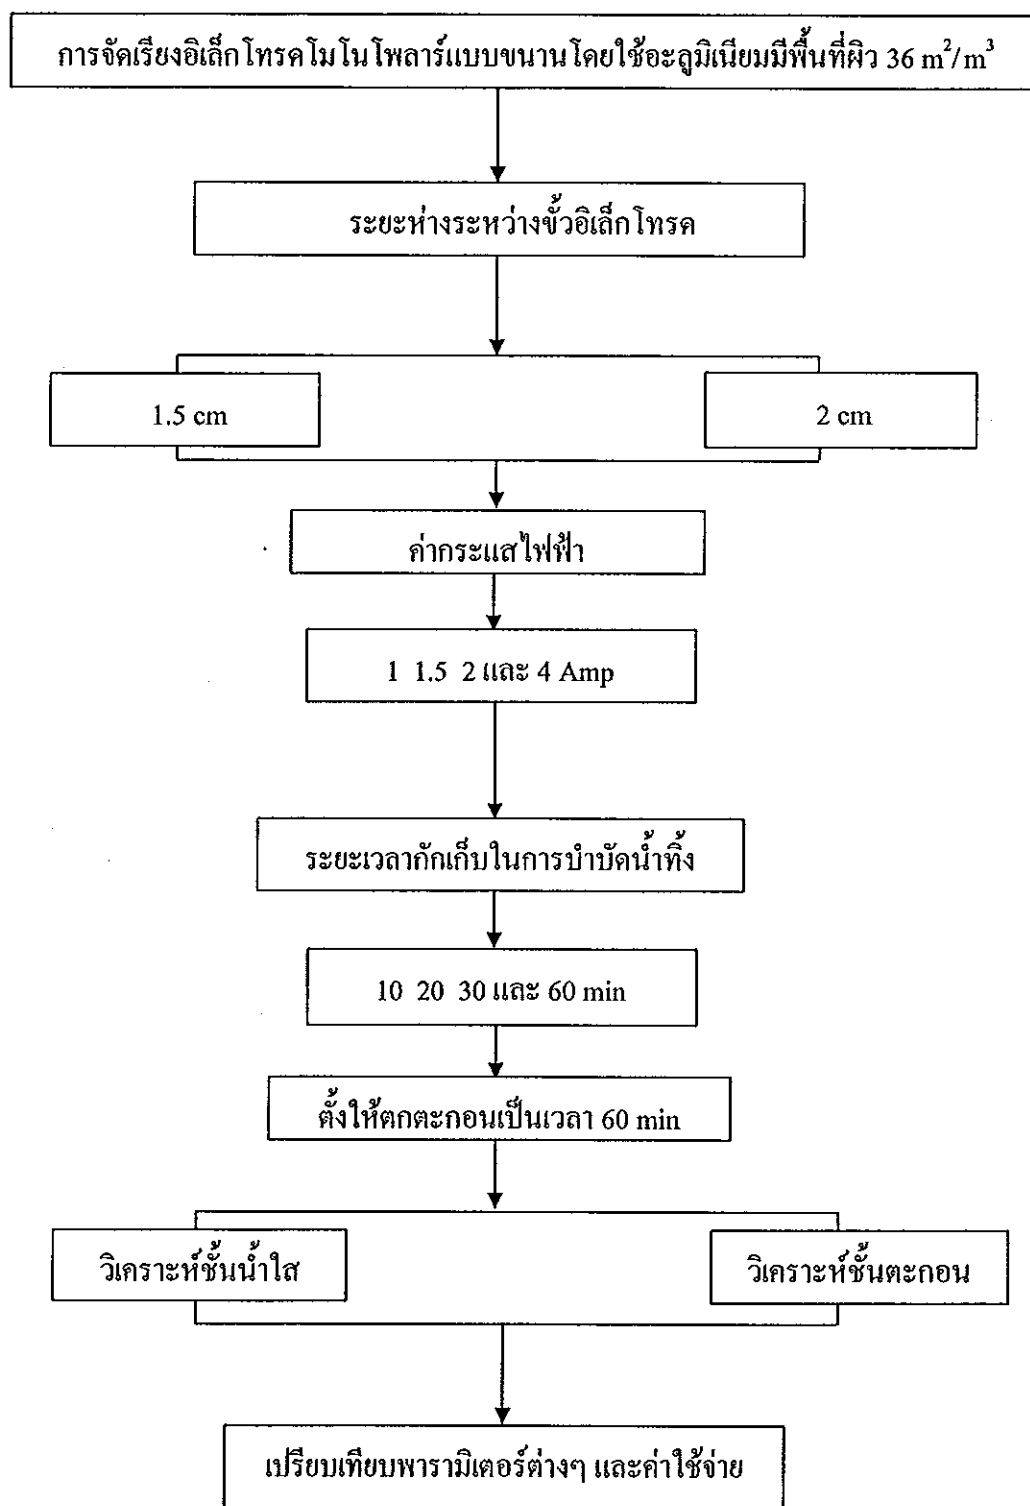 การจัดเรียงอิเล็กโทรดโมโนโพลาร์แบบขนานโดยใช้อะลูมิเนียมมีพื้นที่ผิว 36 m²/m³
ระยะห่างระหว่างขั้วอิเล็กโทรด
1.5 cm
2 cm
ค่ากระแสไฟฟ้า
1 1.5 2 และ 4 Amp
ระยะเวลากักเก็บในการบำบัดน้ำทิ้ง
10 20 30 และ 60 min
ตั้งให้ตกตะกอนเป็นเวลา 60 min
วิเคราะห์ชั้นน้ำใส
วิเคราะห์ชั้นตะกอน
เปรียบเทียบพารามิเตอร์ต่างๆ และค่าใช้จ่าย